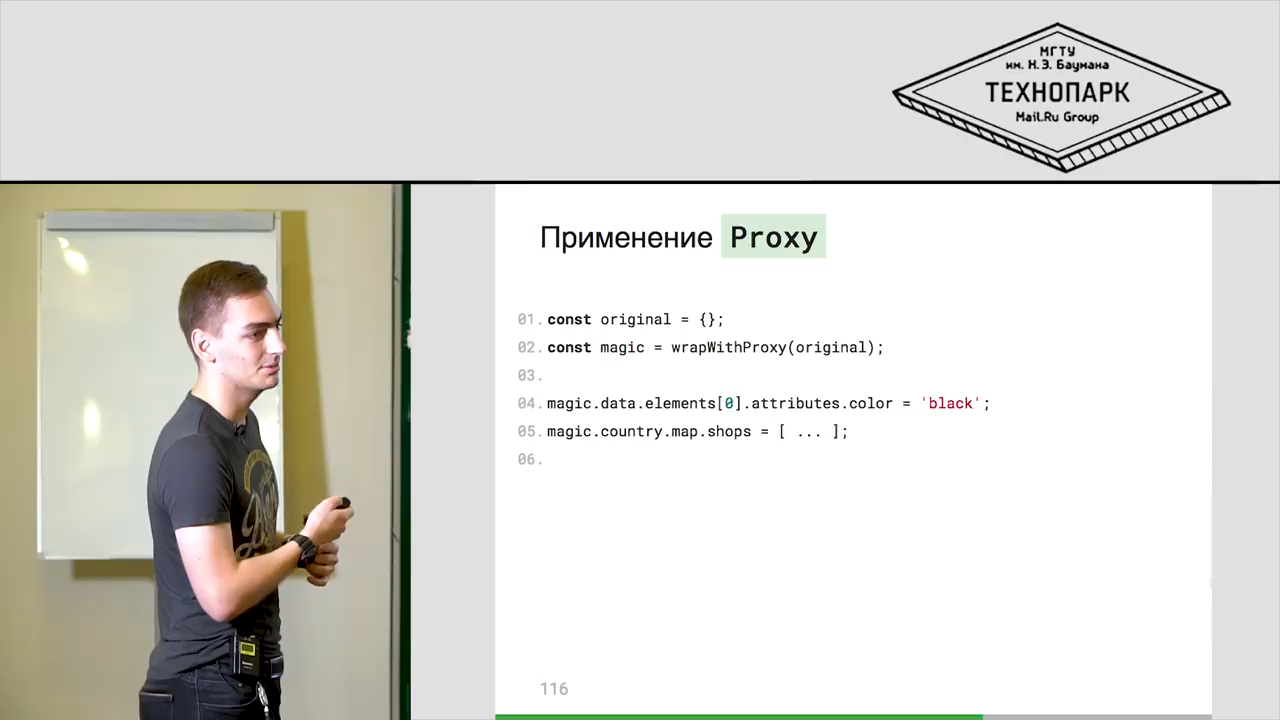 МГТУ
им. Н.Э. Баумана
ТЕХНОПАРК
Mail.Ru Group
Применение Proxy
01. const original = {};
02. const magic = wrapWithProxy(original);
03.
04. magic.data.elements[0].attributes.color = 'black';
05. magic.country.map.shops = [ ... ];
06.
116